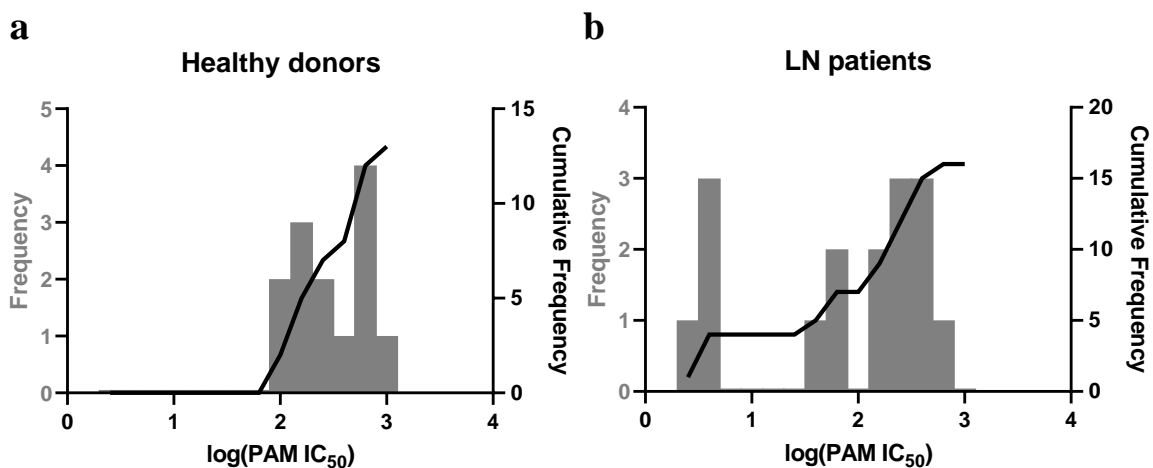 a
Healthy donors
Frequency
5
4
3
2
1
0
15
10
5
0
Cumulative Frequency
0 1 2 3 4
log(PAM IC50)
b
LN patients
Frequency
4
3
2
1
0
20
15
10
5
0
Cumulative Frequency
0 1 2 3 4
log(PAM IC50)